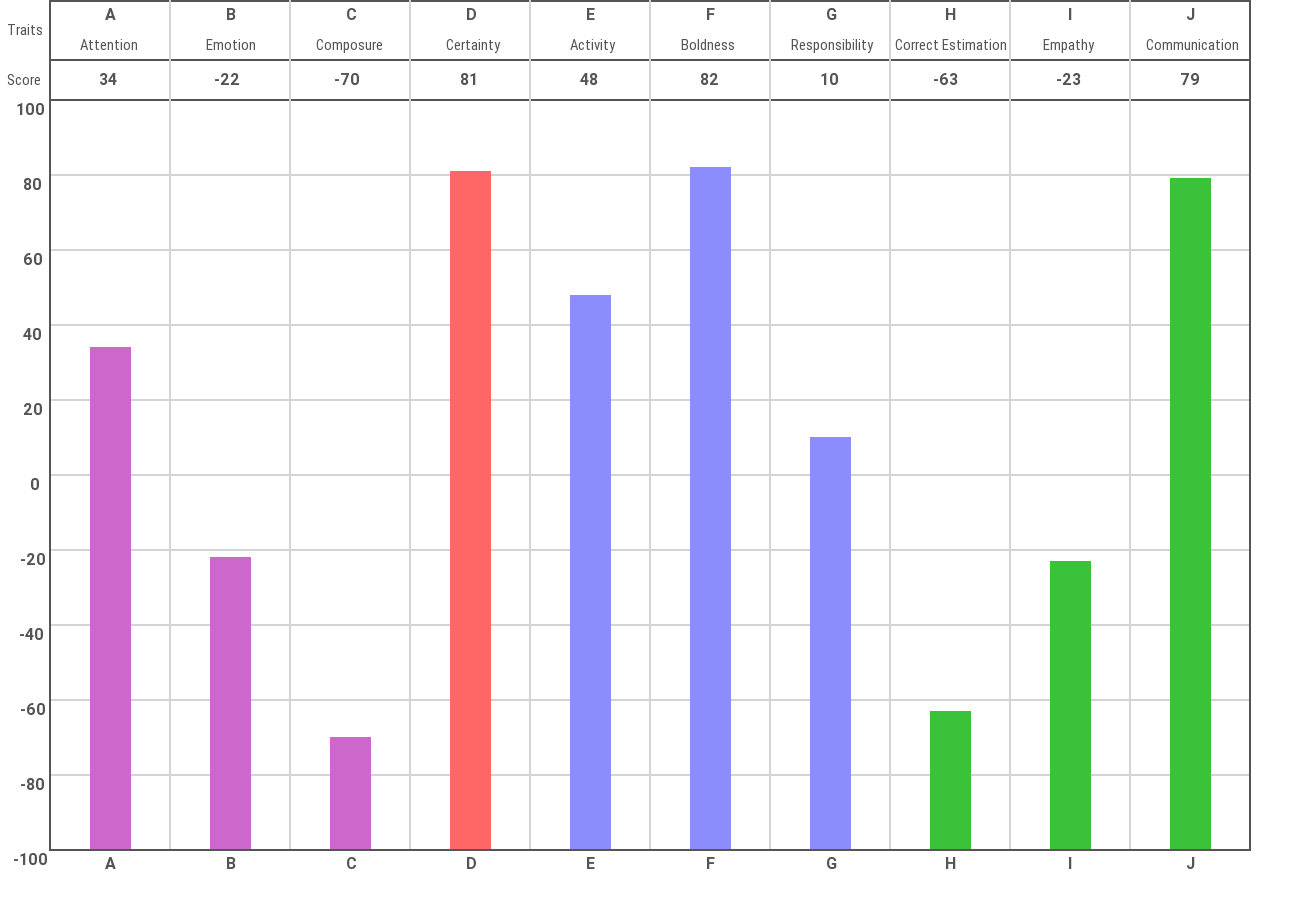 A B C D E F G H I J
Traits
Attention Emotion Composure Certainty Activity Boldness Responsibility Correct Estimation Empathy Communication
Score 34 -22 -70 81 48 82 10 -63 -23 79
100
80
60
40
20
0
-20
-40
-60
-80
-100
A B C D E F G H I J